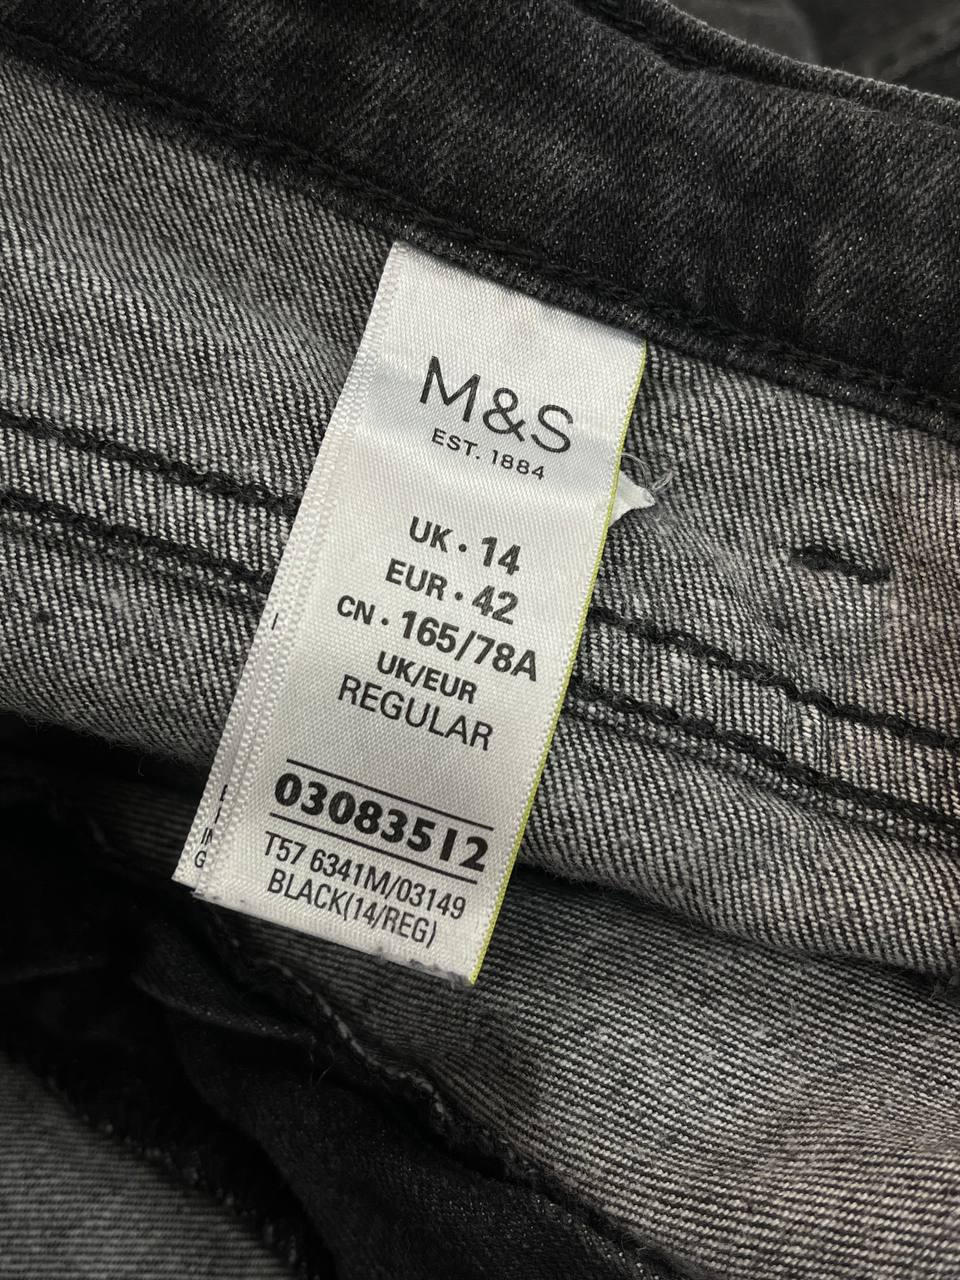 M&S
EST. 1884
UK • 14
EUR • 42
CN • 165/78A
UK/EUR
REGULAR
03083512
T57 6341M/03149
BLACK(14/REG)